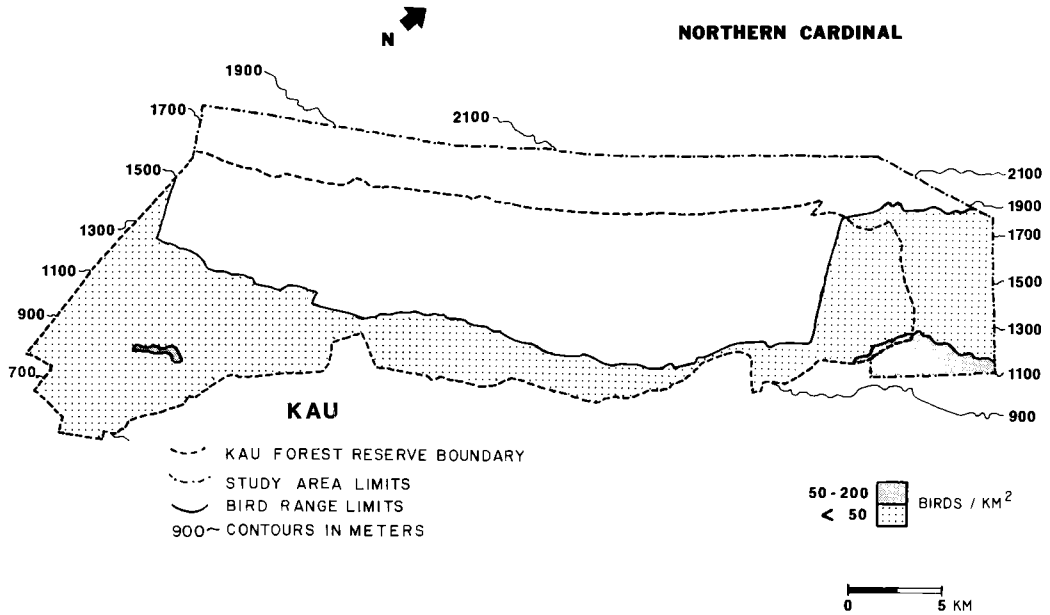 N
NORTHERN CARDINAL
1900
1700
2100
1500
2100
1900
1300
1700
1100
1500
900
1300
700
1100
KAU
900
KAU FOREST RESERVE BOUNDARY
STUDY AREA LIMITS
BIRD RANGE LIMITS
900~ CONTOURS IN METERS
50-200
< 50
BIRDS / KM²
0 5 KM